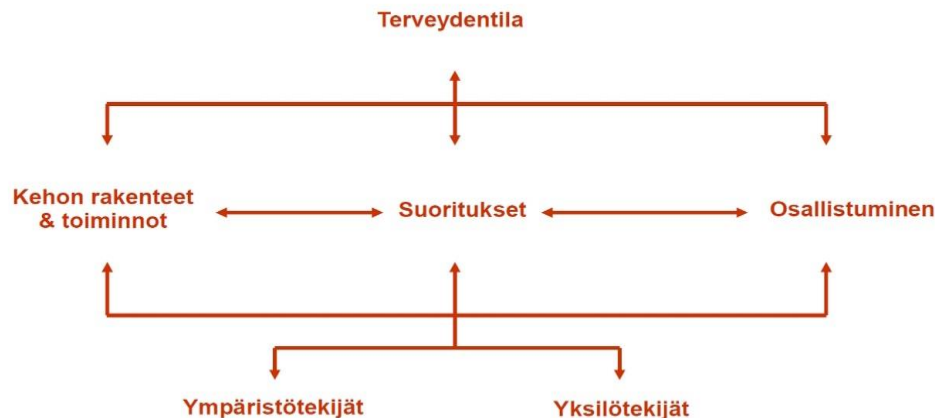 Terveydentila
Kehon rakenteet
& toiminnot
Suoritukset
Osallistuminen
Ympäristötekijät
Yksilötekijät